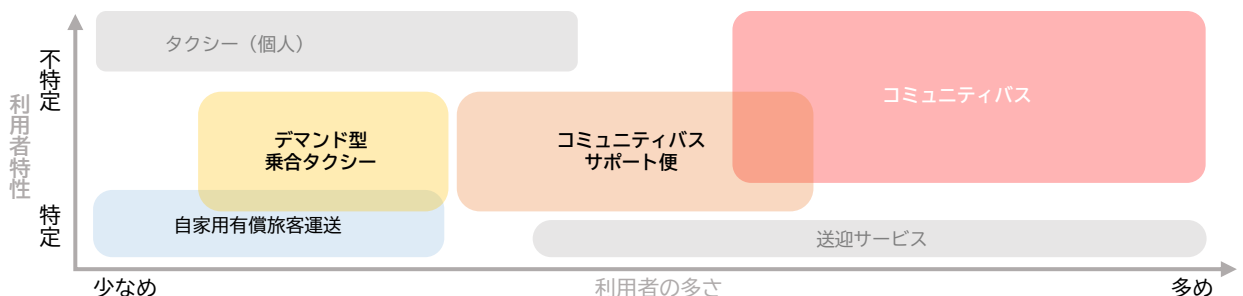 利用者特性
不特定
特定
タクシー（個人）
コミュニティバス
デマンド型
乗合タクシー
コミュニティバス
サポート便
自家用有償旅客運送
送迎サービス
少なめ
利用者の多さ
多め